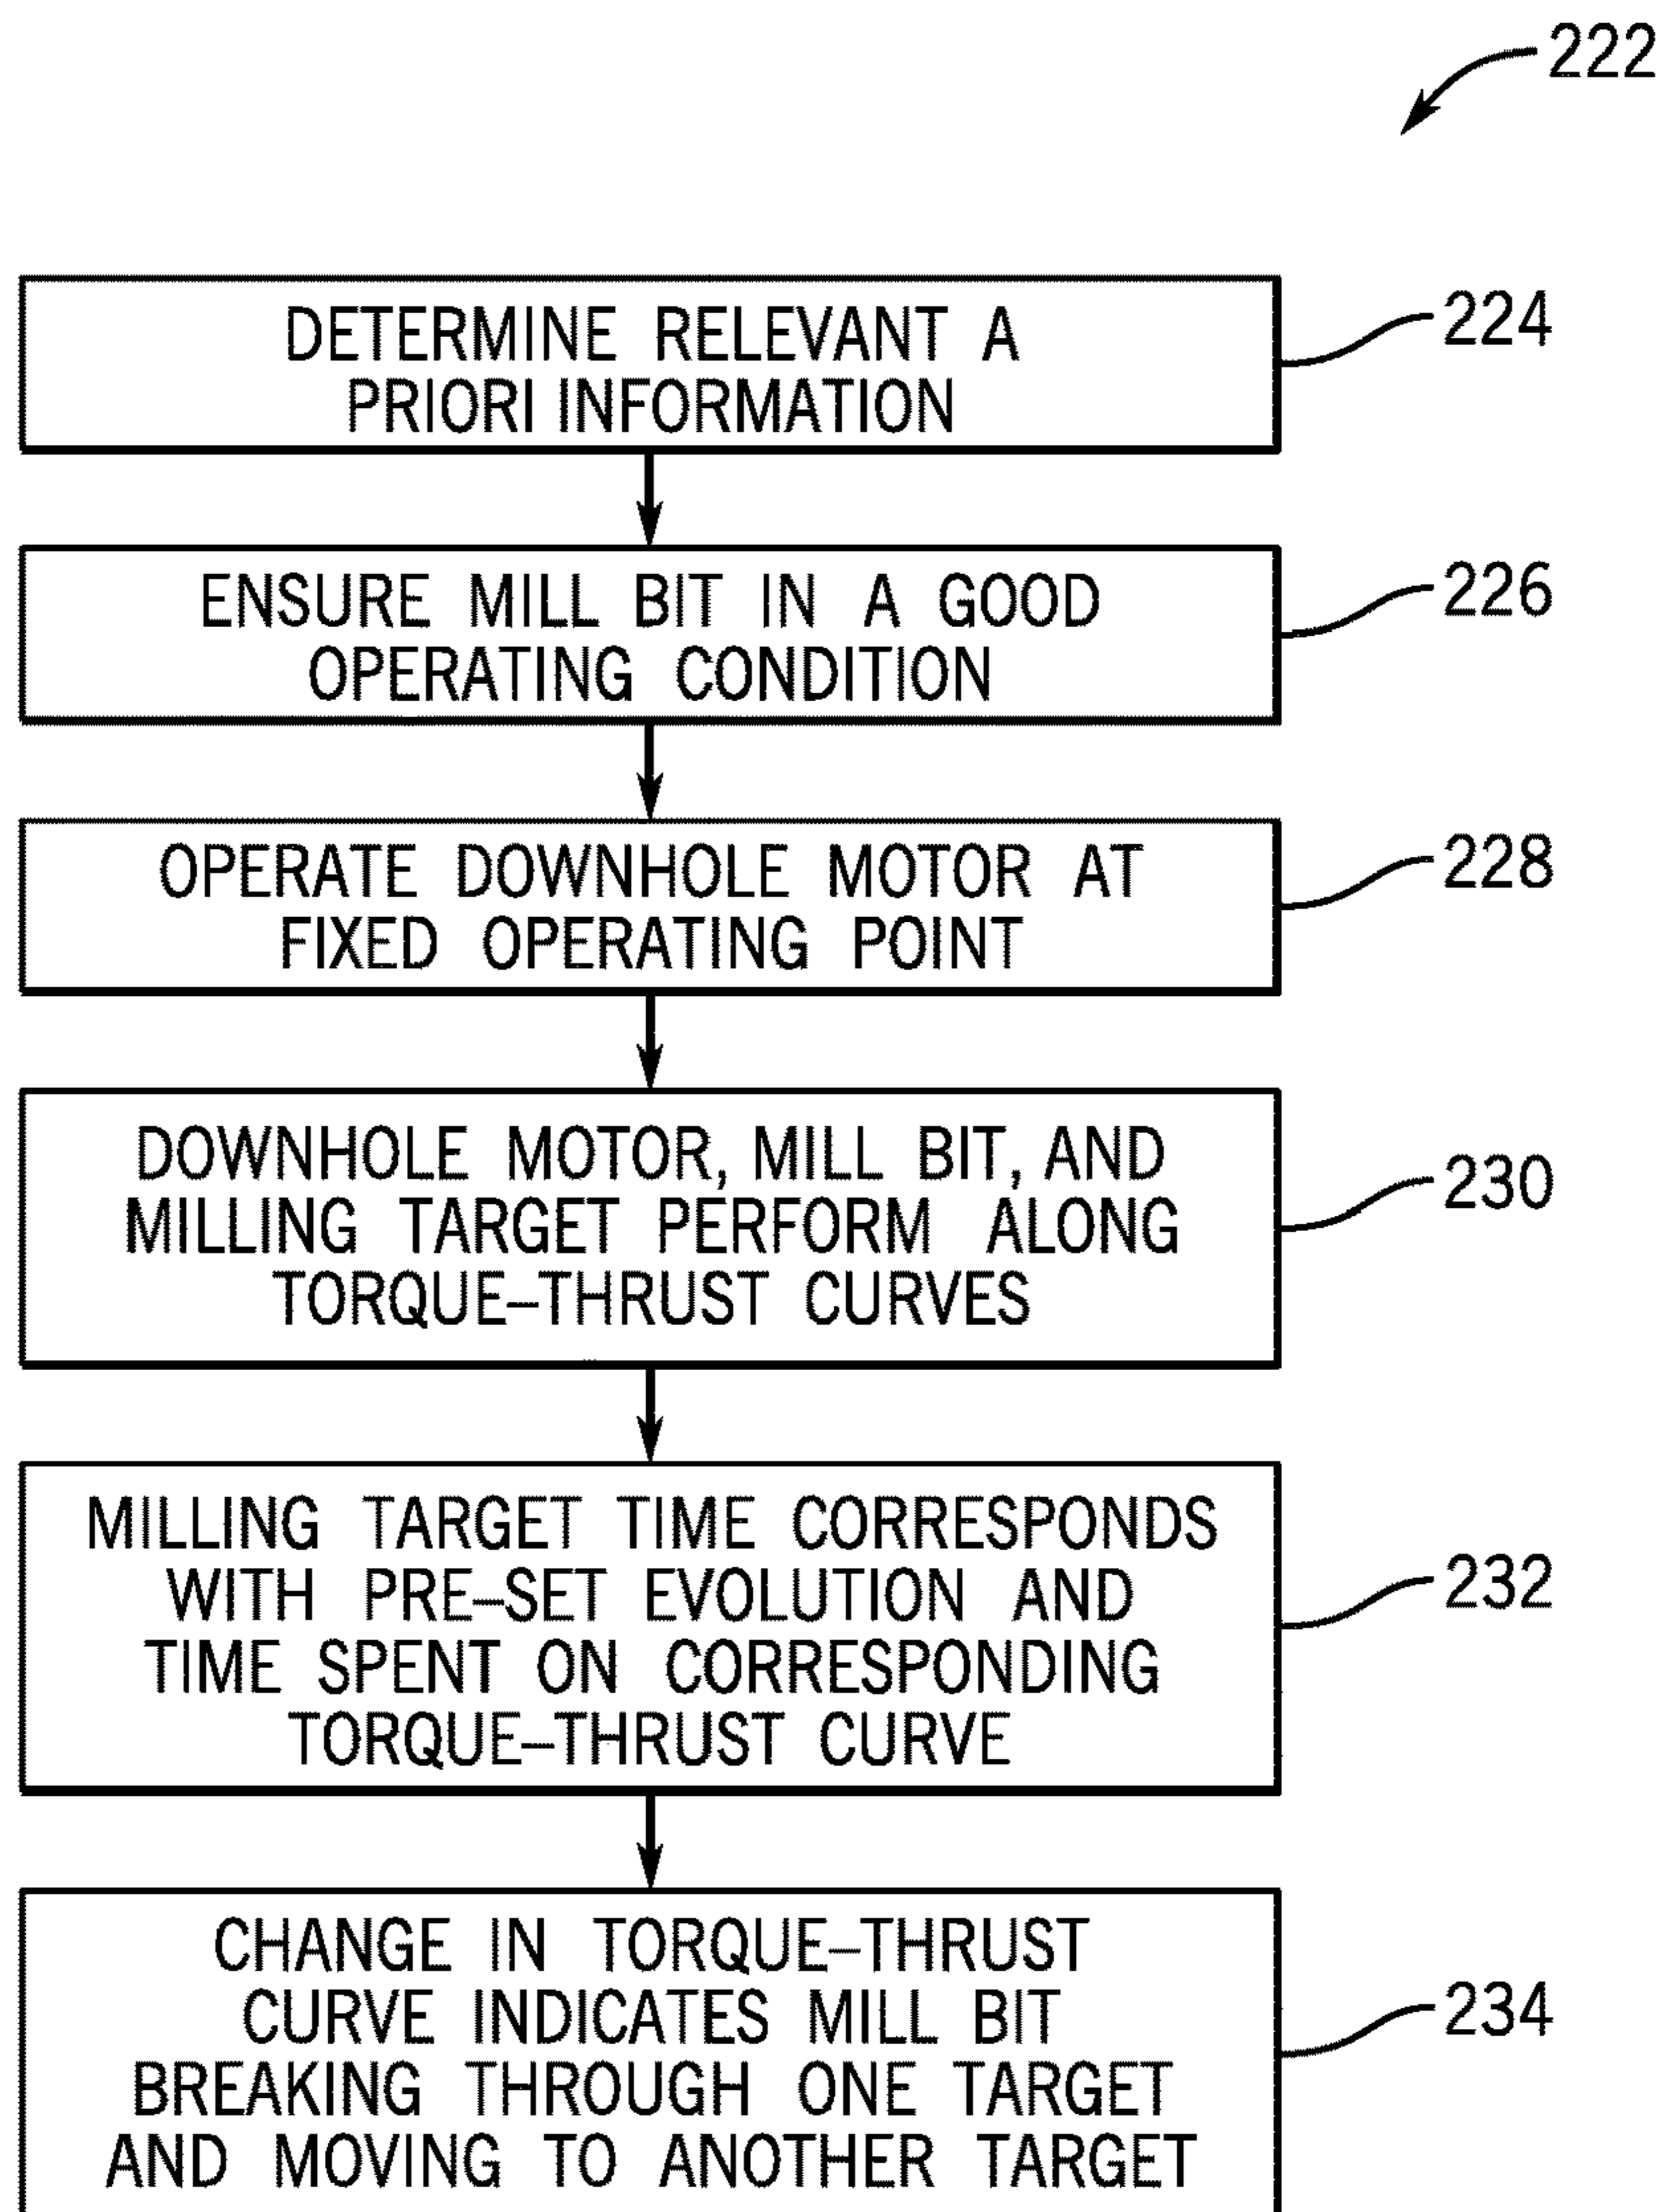 222
DETERMINE RELEVANT A
PRIORI INFORMATION
224
ENSURE MILL BIT IN A GOOD
OPERATING CONDITION
226
OPERATE DOWNHOLE MOTOR AT
FIXED OPERATING POINT
228
DOWNHOLE MOTOR, MILL BIT, AND
MILLING TARGET PERFORM ALONG
TORQUE–THRUST CURVES
230
MILLING TARGET TIME CORRESPONDS
WITH PRE–SET EVOLUTION AND
TIME SPENT ON CORRESPONDING
TORQUE–THRUST CURVE
232
CHANGE IN TORQUE–THRUST
CURVE INDICATES MILL BIT
BREAKING THROUGH ONE TARGET
AND MOVING TO ANOTHER TARGET
234